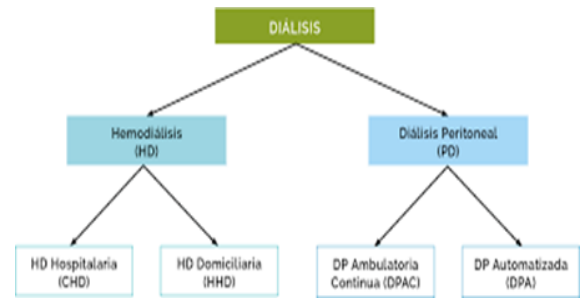 DIÁLISIS
Hemodiálisis
(HD)
Diálisis Peritoneal
(PD)
HD Hospitalaria
(CHD)
HD Domiciliaria
(HHD)
DP Ambulatoria
Continua (DPAC)
DP Automatizada
(DPA)